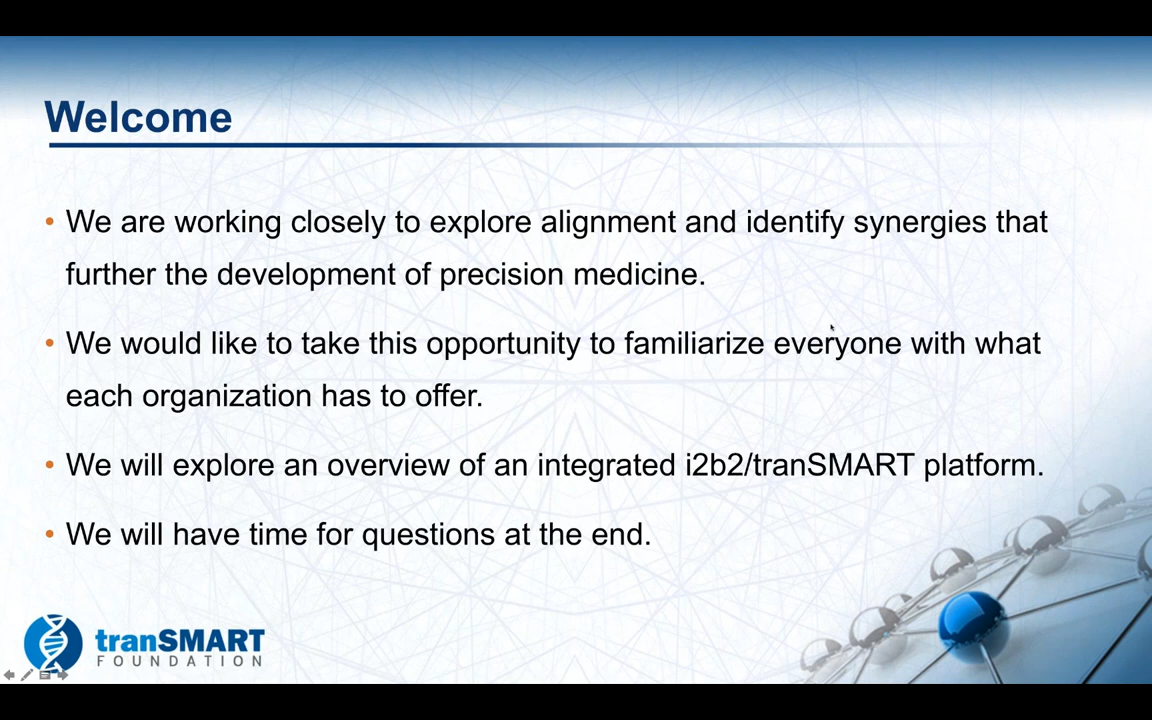 Welcome
• We are working closely to explore alignment and identify synergies that
further the development of precision medicine.
• We would like to take this opportunity to familiarize everyone with what
each organization has to offer.
• We will explore an overview of an integrated i2b2/tranSMART platform.
• We will have time for questions at the end.
tranSMART
FOUNDATION